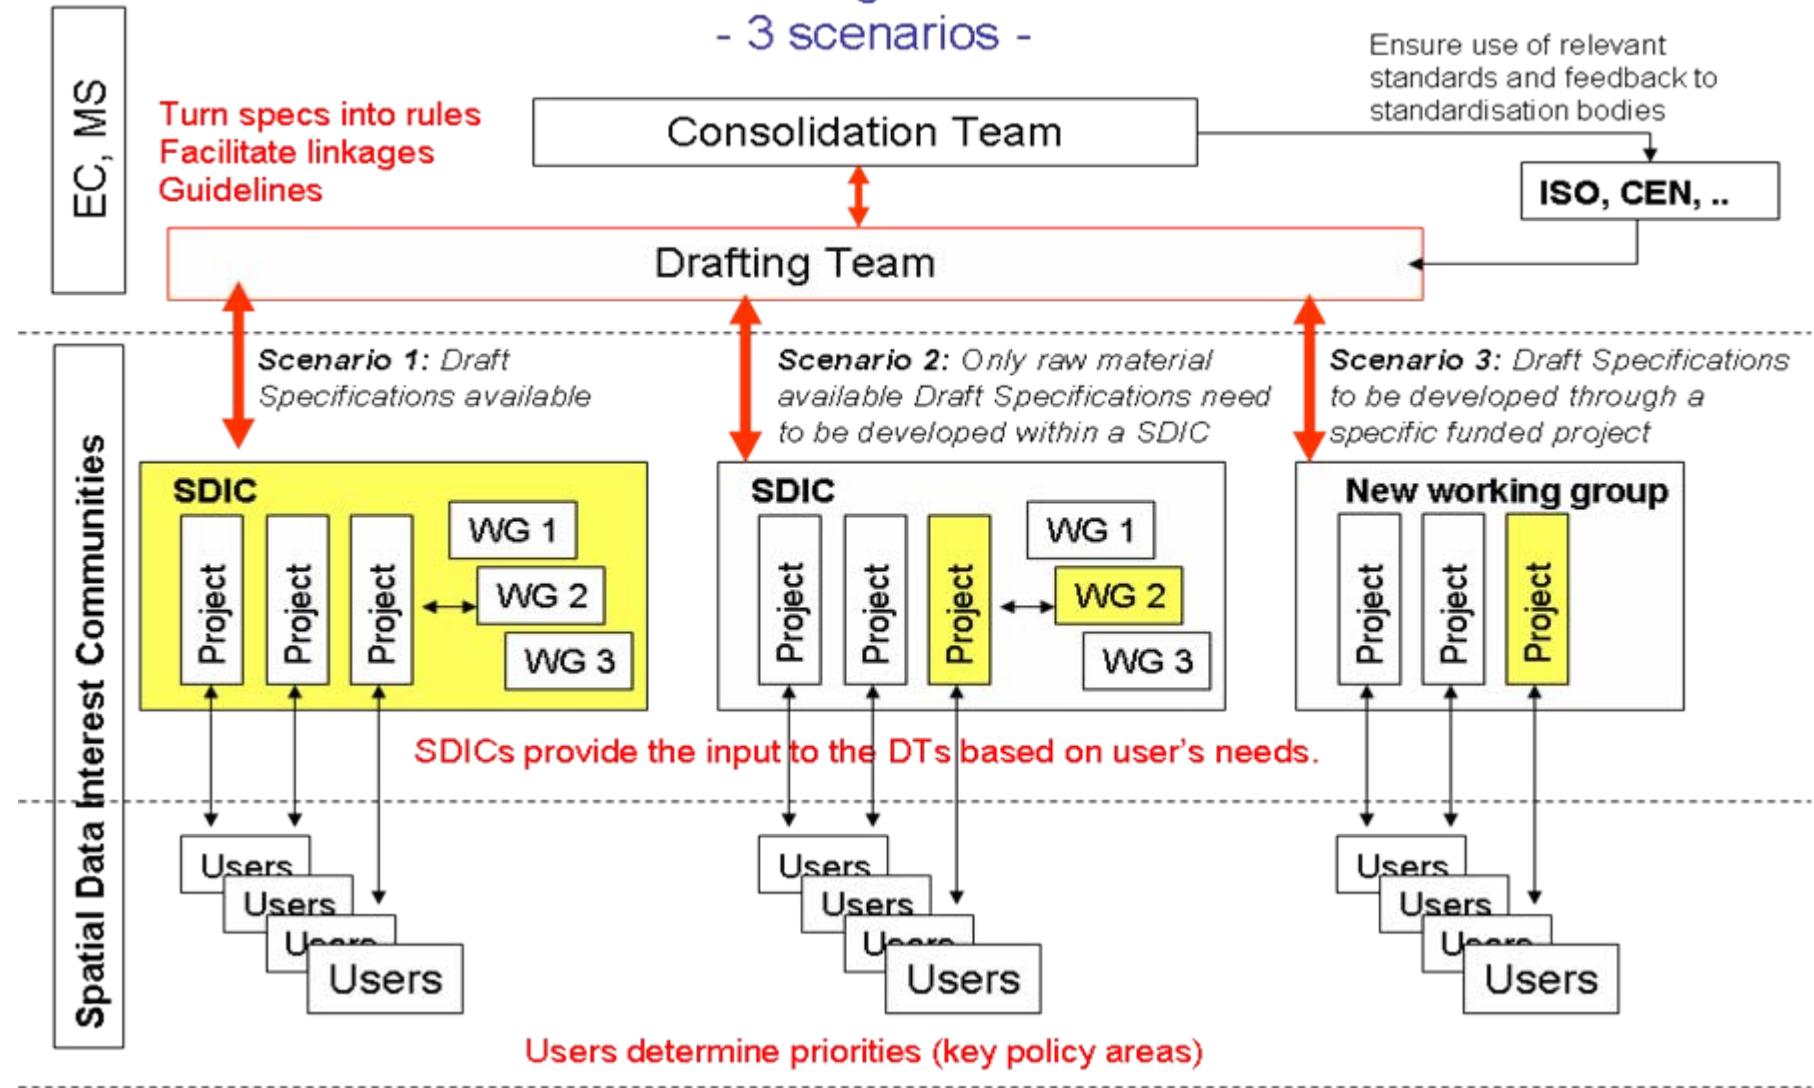 - 3 scenarios -
Ensure use of relevant
standards and feedback to
standardisation bodies
EC, MS
Turn specs into rules
Facilitate linkages
Guidelines
Consolidation Team
ISO, CEN, ..
Drafting Team
Spatial Data Interest Communities
Scenario 1: Draft
Specifications available
Scenario 2: Only raw material
available Draft Specifications need
to be developed within a SDIC
Scenario 3: Draft Specifications
to be developed through a
specific funded project
SDIC
Project
Project
Project
WG 1
WG 2
WG 3
SDIC
Project
Project
Project
WG 1
WG 2
WG 3
New working group
Project
Project
Project
SDICs provide the input to the DTs based on user's needs.
Users
Users
Users
Users
Users
Users
Users
Users
Users
Users
Users
Users
Users determine priorities (key policy areas)